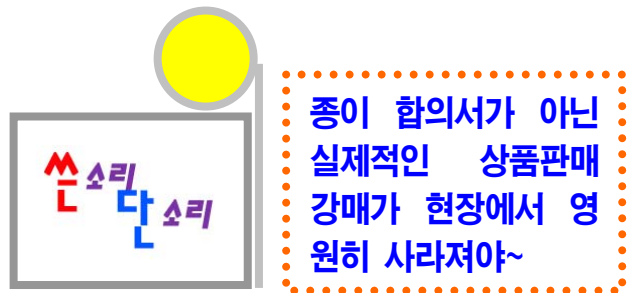 쓴소리
단소리
종이 합의서가 아닌
실제적인 상품판매
강매가 현장에서 영
원히 사라져야~